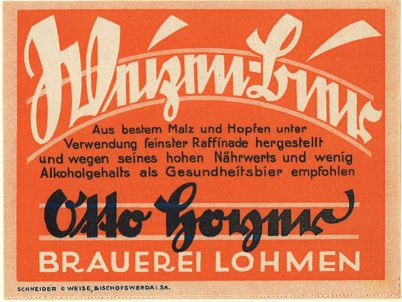 Weizen=Bier
Aus bestem Malz und Hopfen unter
Verwendung feinster Raffinade hergestellt
und wegen seines hohen Nährwerts und wenig
Alkoholgehalts als Gesundheitsbier empfohlen
Otto Hoyer
BRAUEREI LOHMEN
SCHNEIDER & WEISE, BISCHOFSWERDA I. SA.